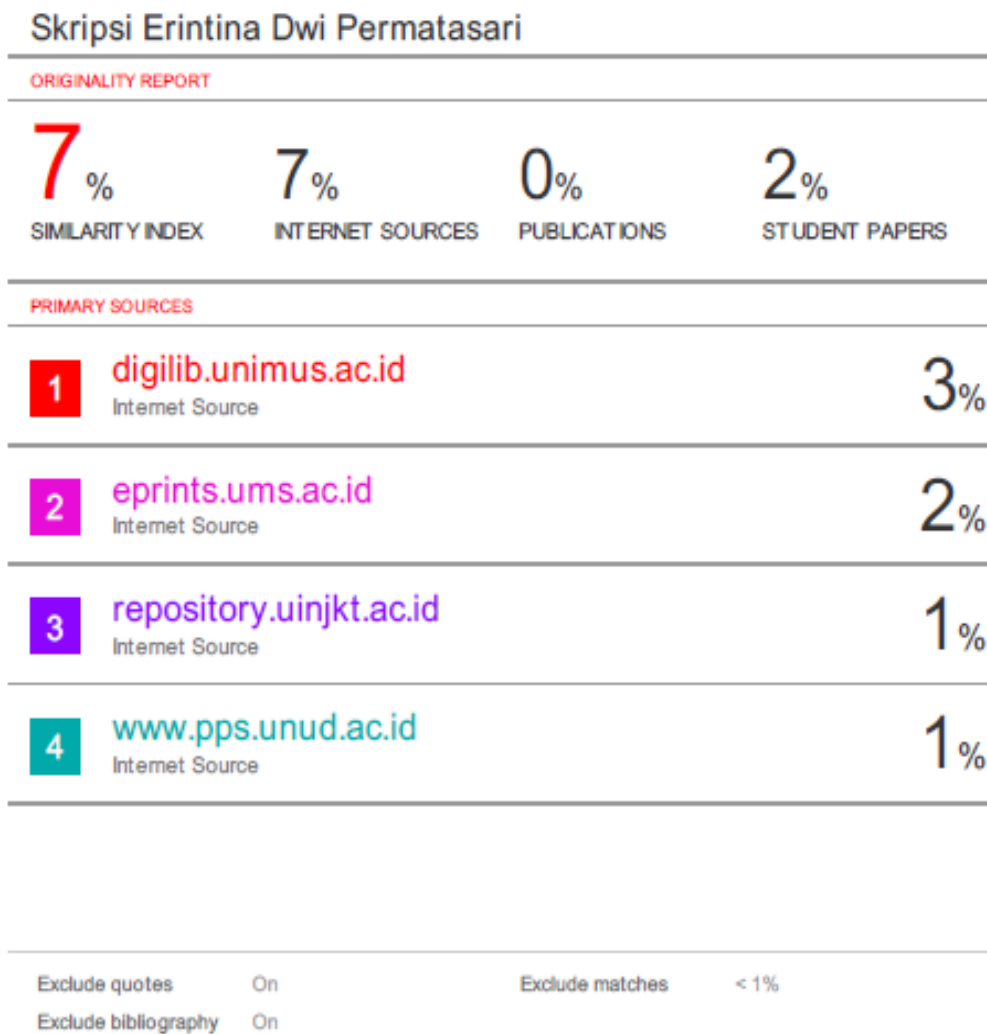 Skripsi Erintina Dwi Permatasari
ORIGINALITY REPORT
7% 7% 0% 2%
SIMILARITY INDEX INTERNET SOURCES PUBLICATIONS STUDENT PAPERS
PRIMARY SOURCES
1 digilib.unimus.ac.id 3%
Internet Source
2 eprints.ums.ac.id 2%
Internet Source
3 repository.uinjkt.ac.id 1%
Internet Source
4 www.pps.unud.ac.id 1%
Internet Source
Exclude quotes On Exclude matches < 1%
Exclude bibliography On